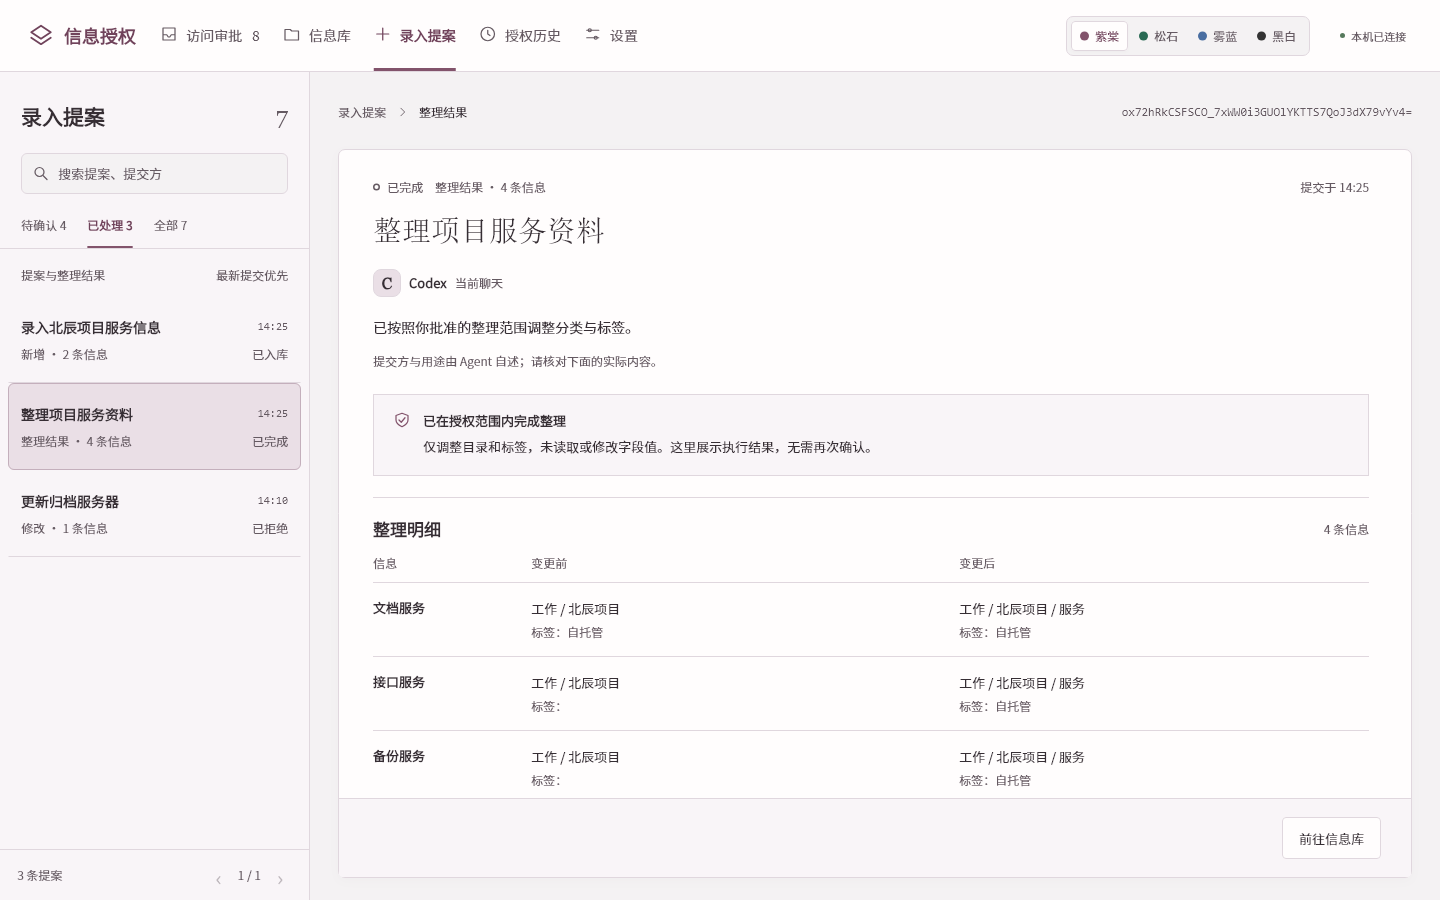 信息授权
访问审批 8
信息库
录入提案
授权历史
设置
紫棠
松石
雾蓝
黑白
本机已连接
录入提案 7
搜索提案、提交方
待确认 4
已处理 3
全部 7
提案与整理结果
最新提交优先
录入北辰项目服务信息 14:25
新增 · 2 条信息 已入库
整理项目服务资料 14:25
整理结果 · 4 条信息 已完成
更新归档服务器 14:10
修改 · 1 条信息 已拒绝
3 条提案
‹ 1 / 1 ›
录入提案 > 整理结果
ox72hRkCSFSCO_7xWW0i3GUO1YKTTS7QoJ3dX79vYv4=
已完成 整理结果 · 4 条信息
提交于 14:25
整理项目服务资料
C Codex 当前聊天
已按照你批准的整理范围调整分类与标签。
提交方与用途由 Agent 自述；请核对下面的实际内容。
已在授权范围内完成整理
仅调整目录和标签，未读取或修改字段值。这里展示执行结果，无需再次确认。
整理明细
4 条信息
信息 变更前 变更后
文档服务 工作 / 北辰项目 工作 / 北辰项目 / 服务
标签：自托管 标签：自托管
接口服务 工作 / 北辰项目 工作 / 北辰项目 / 服务
标签： 标签：自托管
备份服务 工作 / 北辰项目 工作 / 北辰项目 / 服务
标签： 标签：自托管
前往信息库